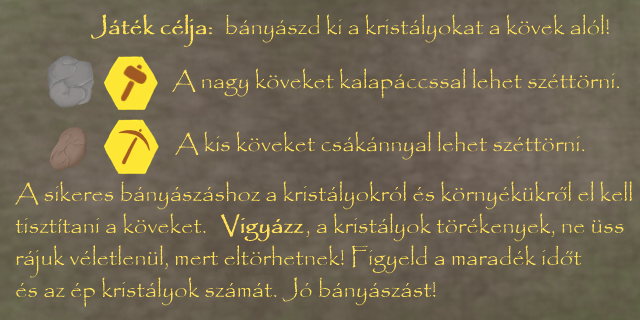 Játék célja: bányászd ki a kristályokat a kövek alól!
A nagy köveket kalapáccssal lehet széttörni.
A kis köveket csákánnyal lehet széttörni.
A sikeres bányászáshoz a kristályokról és környékükről el kell
tisztítani a köveket. Vigyázz, a kristályok törékenyek, ne üss
rájuk véletlenül, mert eltörhetnek! Figyeld a maradék időt
és az ép kristályok számát. Jó bányászást!